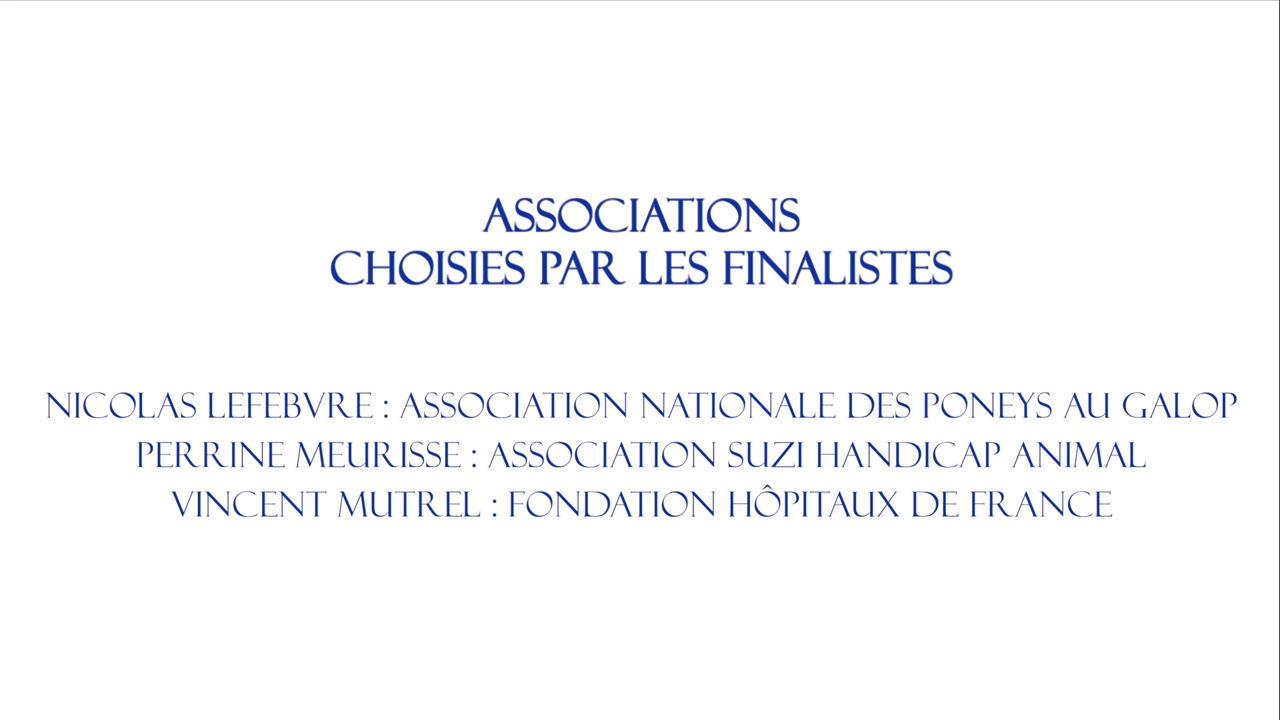 ASSOCIATIONS
CHOISIES PAR LES FINALISTES
NICOLAS LEFEBVRE : ASSOCIATION NATIONALE DES PONEYS AU GALOP
PERRINE MEURISSE : ASSOCIATION SUZI HANDICAP ANIMAL
VINCENT MUTREL : FONDATION HÔPITAUX DE FRANCE